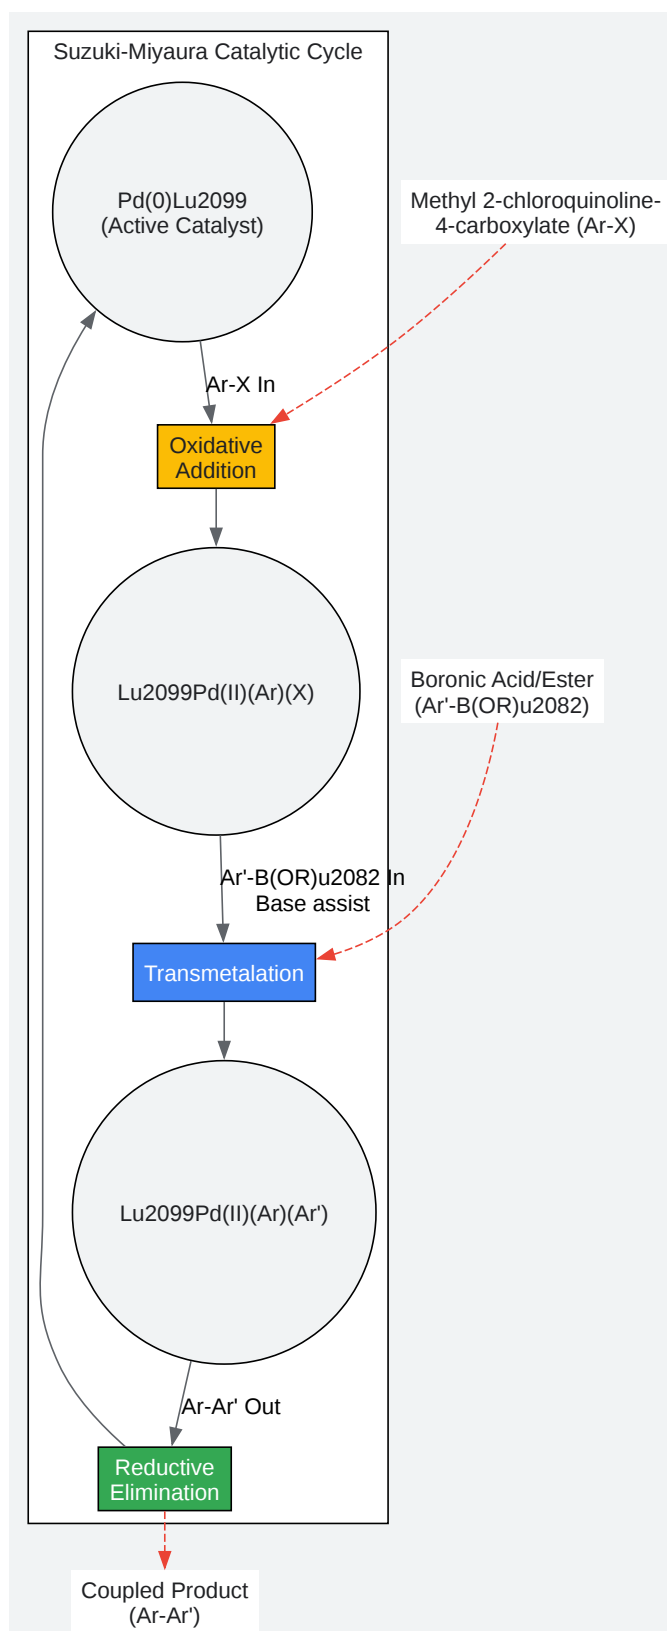 Suzuki-Miyaura Catalytic Cycle
Pd(0)Lu2099
(Active Catalyst)
Methyl 2-chloroquinoline-
4-carboxylate (Ar-X)
Ar-X In
Oxidative
Addition
Lu2099Pd(II)(Ar)(X)
Boronic Acid/Ester
(Ar'-B(OR)u2082)
Ar'-B(OR)u2082 In
Base assist
Transmetalation
Lu2099Pd(II)(Ar)(Ar')
Ar-Ar' Out
Reductive
Elimination
Coupled Product
(Ar-Ar')